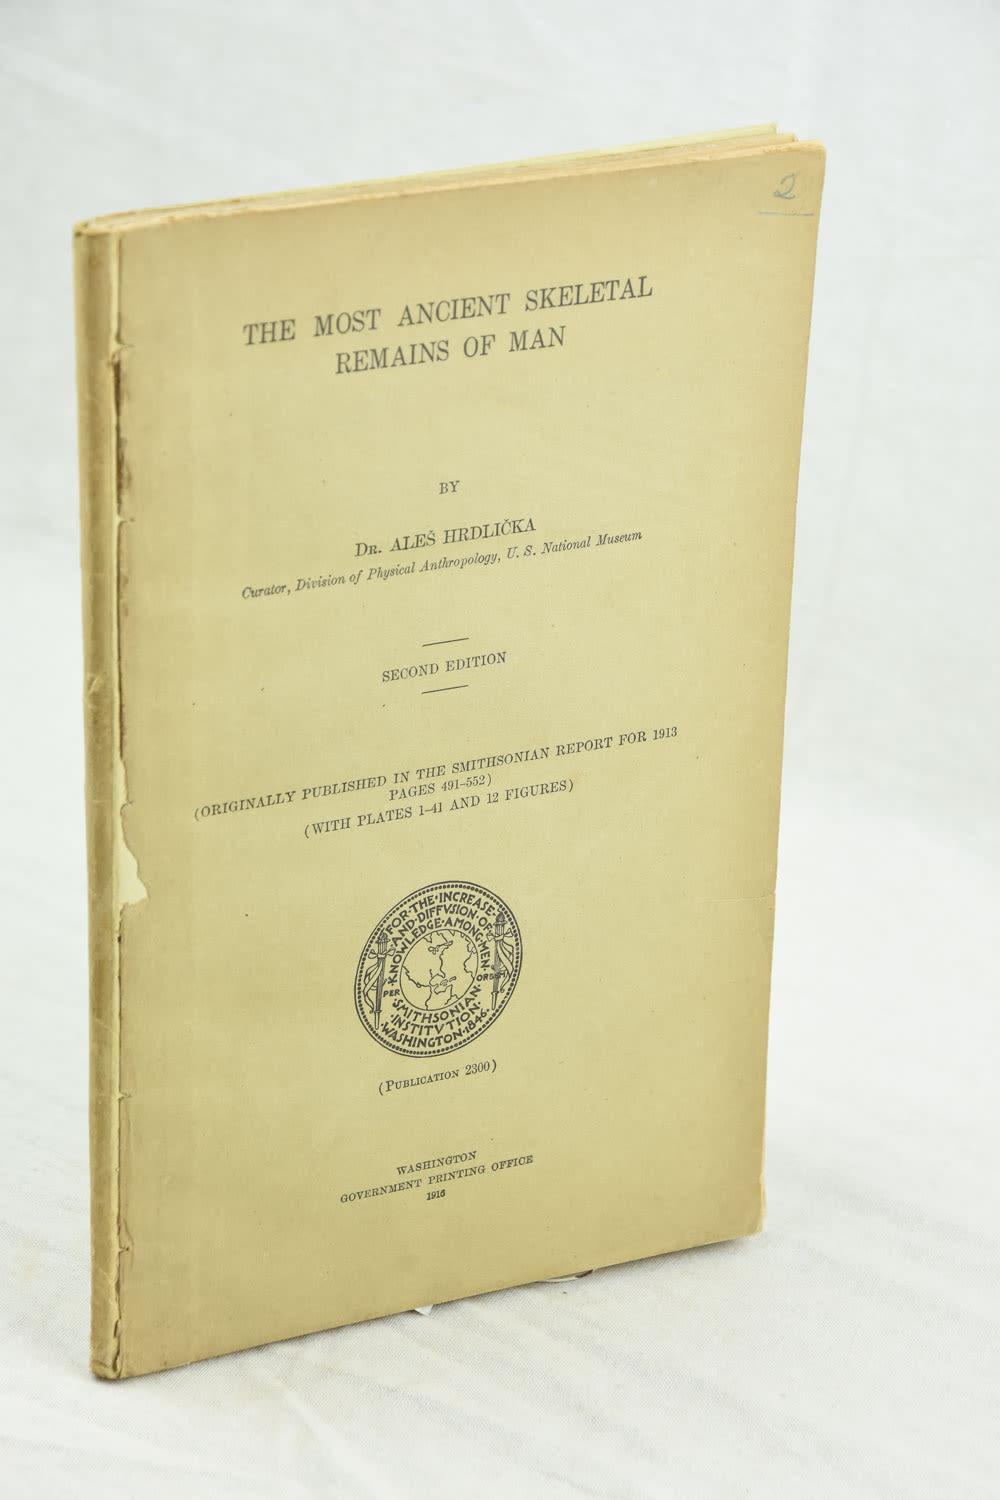 2
THE MOST ANCIENT SKELETAL
REMAINS OF MAN
BY
DR. ALEŠ HRDLIČKA
Curator, Division of Physical Anthropology, U. S. National Museum
SECOND EDITION
(ORIGINALLY PUBLISHED IN THE SMITHSONIAN REPORT FOR 1913
PAGES 491–552)
(WITH PLATES 1–41 AND 12 FIGURES)
FOR·THE·INCREASE
·AND·DIFFVSION·OF·
KNOWLEDGE·AMONG·MEN
PER ORBEM
·SMITHSONIAN·
·INSTITVTION·
·WASHINGTON·1846·
(PUBLICATION 2300)
WASHINGTON
GOVERNMENT PRINTING OFFICE
1916